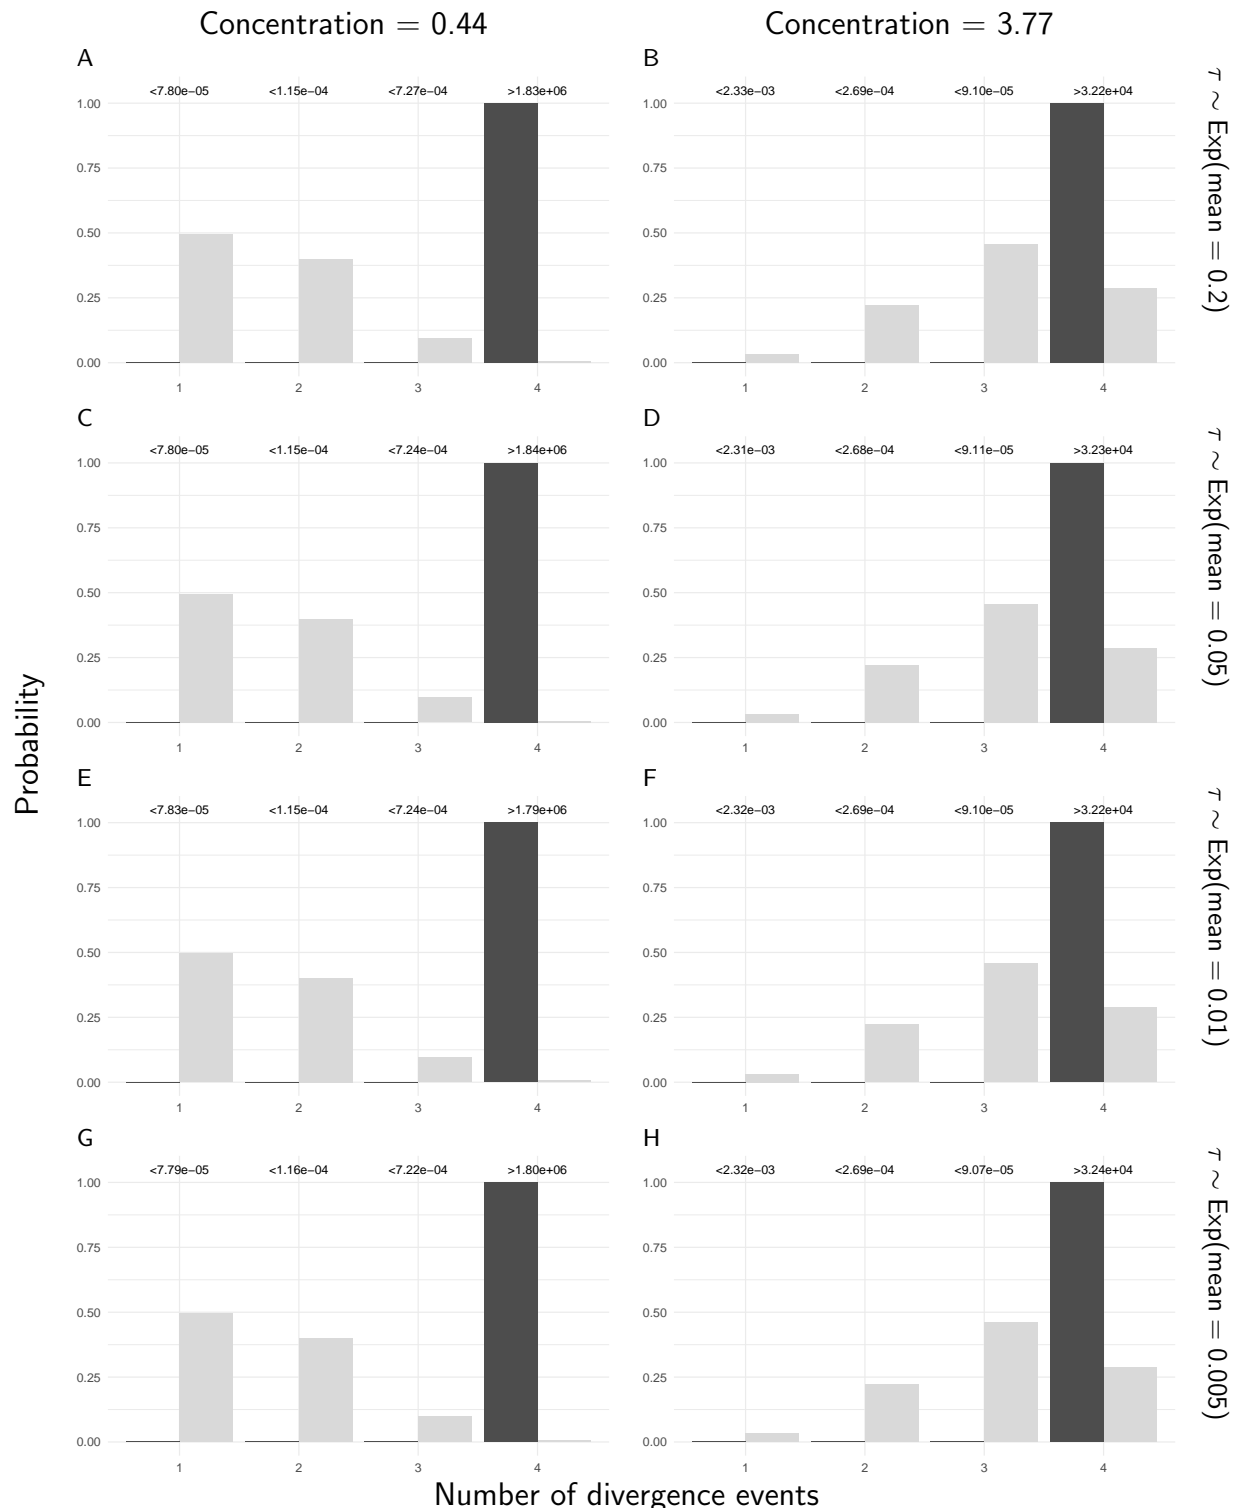 Concentration = 0.44
Concentration = 3.77
A
<7.80e−05 <1.15e−04 <7.27e−04 >1.83e+06
1.00
0.75
0.50
0.25
0.00
1 2 3 4
B
<2.33e−03 <2.69e−04 <9.10e−05 >3.22e+04
1.00
0.75
0.50
0.25
0.00
1 2 3 4
τ ∼ Exp(mean = 0.2)
C
<7.80e−05 <1.15e−04 <7.24e−04 >1.84e+06
1.00
0.75
0.50
0.25
0.00
1 2 3 4
D
<2.31e−03 <2.68e−04 <9.11e−05 >3.23e+04
1.00
0.75
0.50
0.25
0.00
1 2 3 4
τ ∼ Exp(mean = 0.05)
Probability
E
<7.83e−05 <1.15e−04 <7.24e−04 >1.79e+06
1.00
0.75
0.50
0.25
0.00
1 2 3 4
F
<2.32e−03 <2.69e−04 <9.10e−05 >3.22e+04
1.00
0.75
0.50
0.25
0.00
1 2 3 4
τ ∼ Exp(mean = 0.01)
G
<7.79e−05 <1.16e−04 <7.22e−04 >1.80e+06
1.00
0.75
0.50
0.25
0.00
1 2 3 4
H
<2.32e−03 <2.69e−04 <9.07e−05 >3.24e+04
1.00
0.75
0.50
0.25
0.00
1 2 3 4
τ ∼ Exp(mean = 0.005)
Number of divergence events